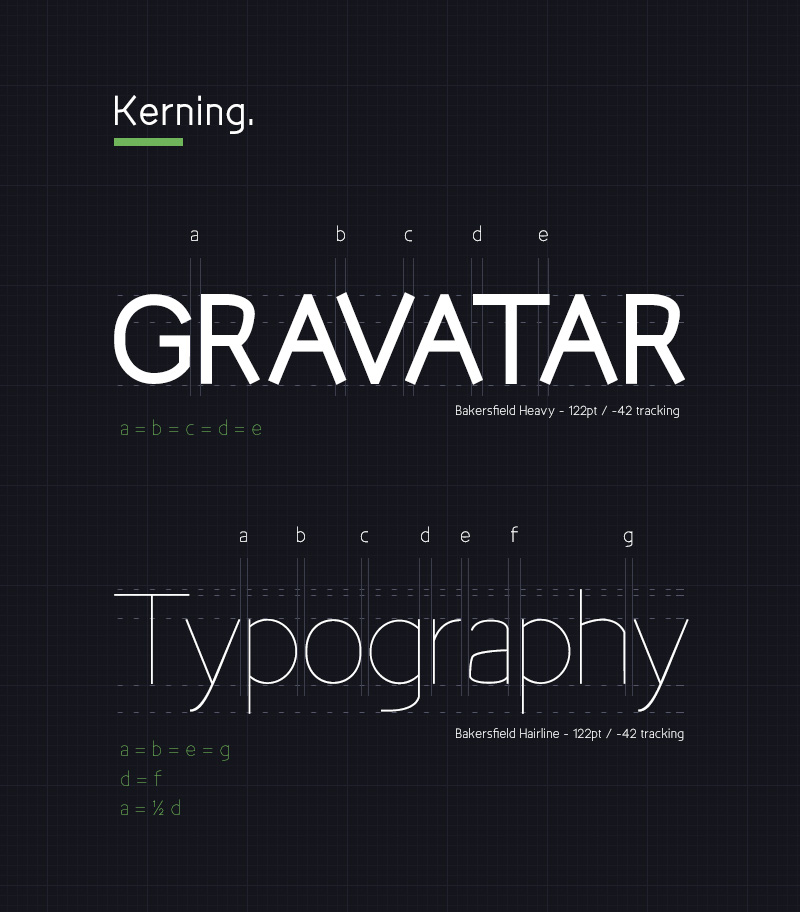 Kerning.
a b c d e
GRAVATAR
Bakersfield Heavy - 122pt / -42 tracking
a = b = c = d = e
a b c d e f g
Typography
Bakersfield Hairline - 122pt / -42 tracking
a = b = e = g
d = f
a = ½ d